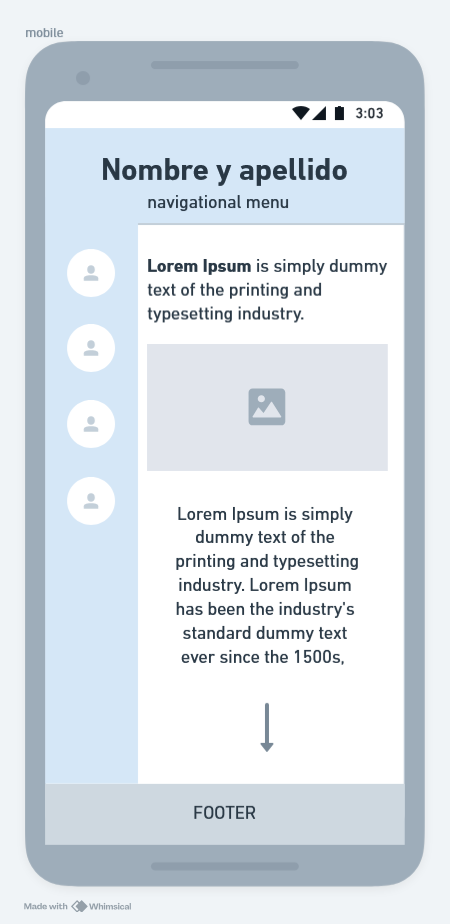 mobile
3:03
Nombre y apellido
navigational menu
Lorem Ipsum is simply dummy
text of the printing and
typesetting industry.
Lorem Ipsum is simply
dummy text of the
printing and typesetting
industry. Lorem Ipsum
has been the industry's
standard dummy text
ever since the 1500s,
FOOTER
Made with Whimsical